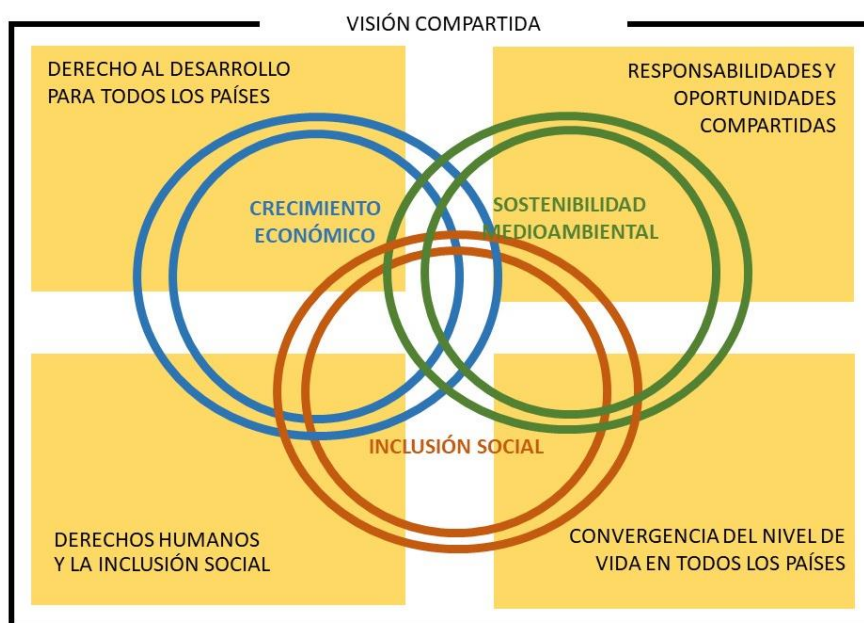 VISIÓN COMPARTIDA
DERECHO AL DESARROLLO
PARA TODOS LOS PAÍSES
RESPONSABILIDADES Y
OPORTUNIDADES
COMPARTIDAS
CRECIMIENTO
ECONÓMICO
SOSTENIBILIDAD
MEDIOAMBIENTAL
INCLUSIÓN SOCIAL
DERECHOS HUMANOS
Y LA INCLUSIÓN SOCIAL
CONVERGENCIA DEL NIVEL DE
VIDA EN TODOS LOS PAÍSES